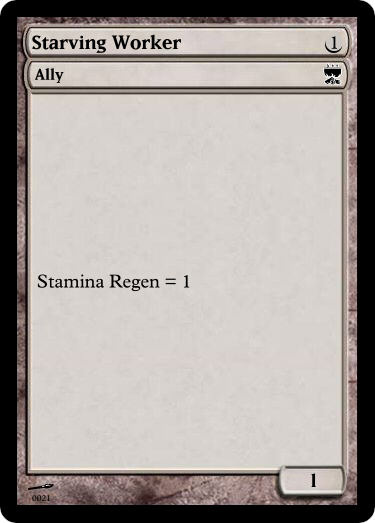 Starving Worker 1
Ally
Stamina Regen = 1
1
0021